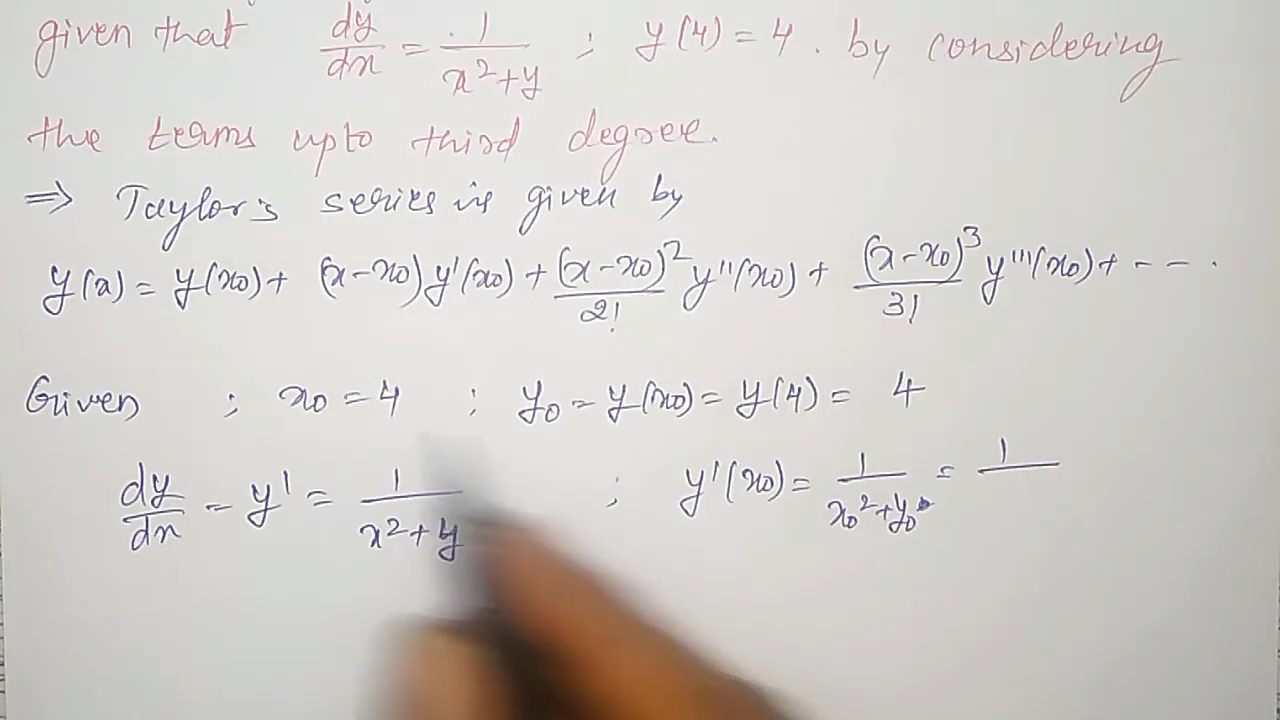 given that dy/dx = 1/(x²+y) ; y(4) = 4 . by considering
the terms upto third degree.
⇒ Taylor's series is given by
y(x) = y(x0) + (x-x0) y'(x0) + (x-x0)²/2! y''(x0) + (x-x0)³/3! y'''(x0) + - - - .
Given ; x0 = 4 ; y0 = y(x0) = y(4) = 4
dy/dx = y' = 1/(x²+y) ; y'(x0) = 1/(x0²+y0) = 1/